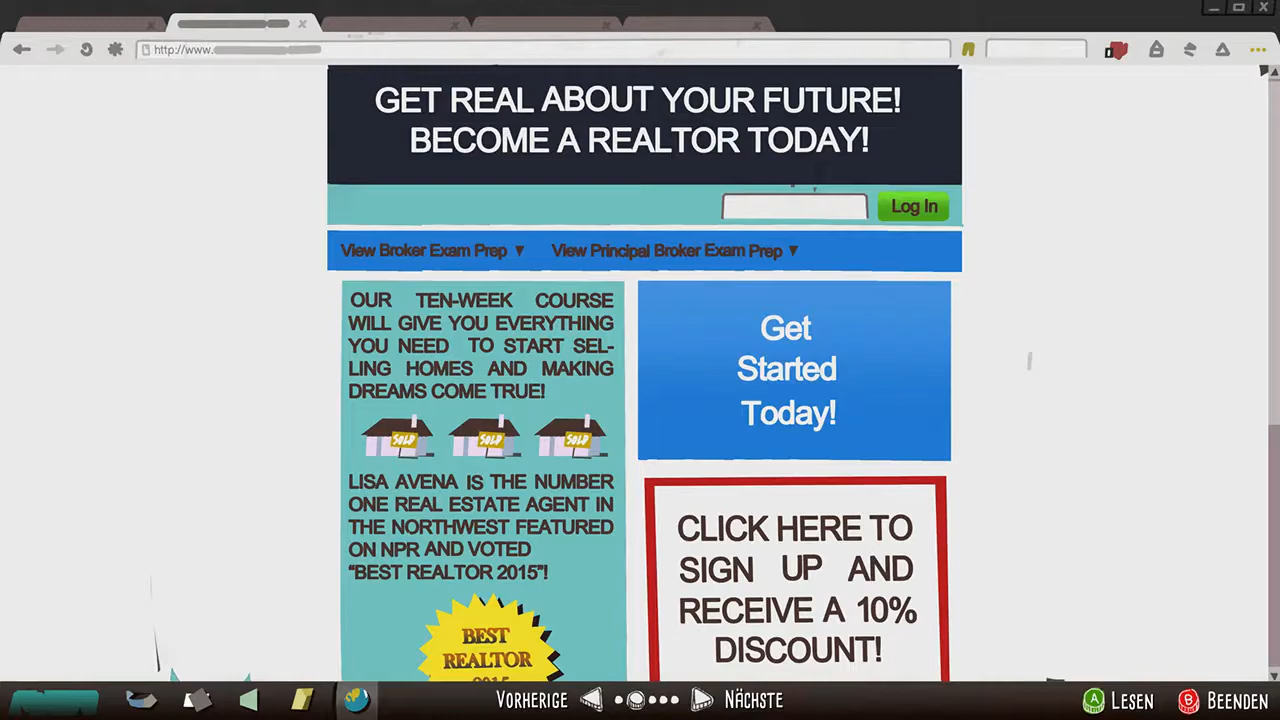 http://www.
GET REAL ABOUT YOUR FUTURE!
BECOME A REALTOR TODAY!
Log In
View Broker Exam Prep ▼ View Principal Broker Exam Prep ▼
OUR TEN-WEEK COURSE
WILL GIVE YOU EVERYTHING
YOU NEED TO START SEL-
LING HOMES AND MAKING
DREAMS COME TRUE!
SOLD SOLD SOLD
LISA AVENA IS THE NUMBER
ONE REAL ESTATE AGENT IN
THE NORTHWEST FEATURED
ON NPR AND VOTED
“BEST REALTOR 2015”!
BEST
REALTOR
2015
Get
Started
Today!
CLICK HERE TO
SIGN UP AND
RECEIVE A 10%
DISCOUNT!
VORHERIGE NÄCHSTE A LESEN B BEENDEN